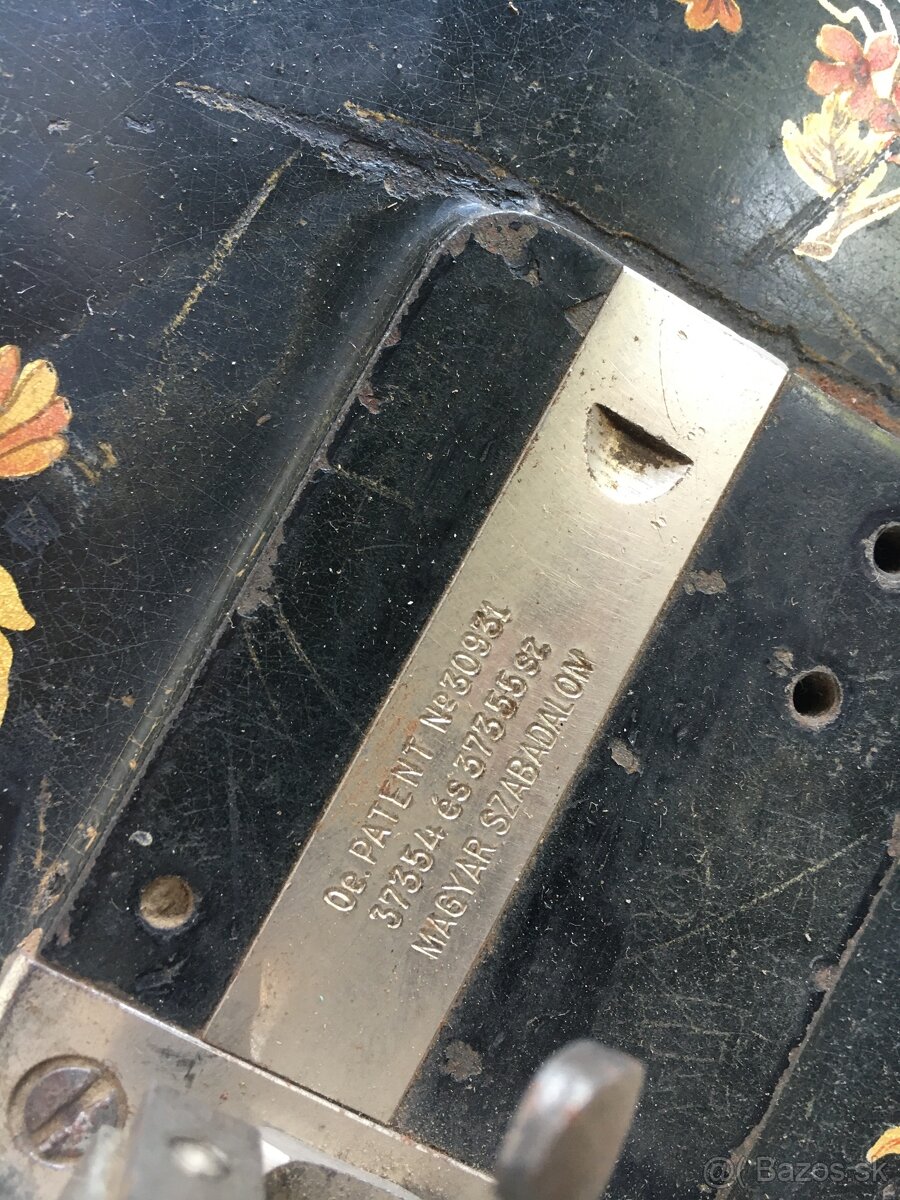 Oe. PATENT No 30931
37354 és 37355 sz
MAGYAR SZABADALOM
@ Bazos.sk